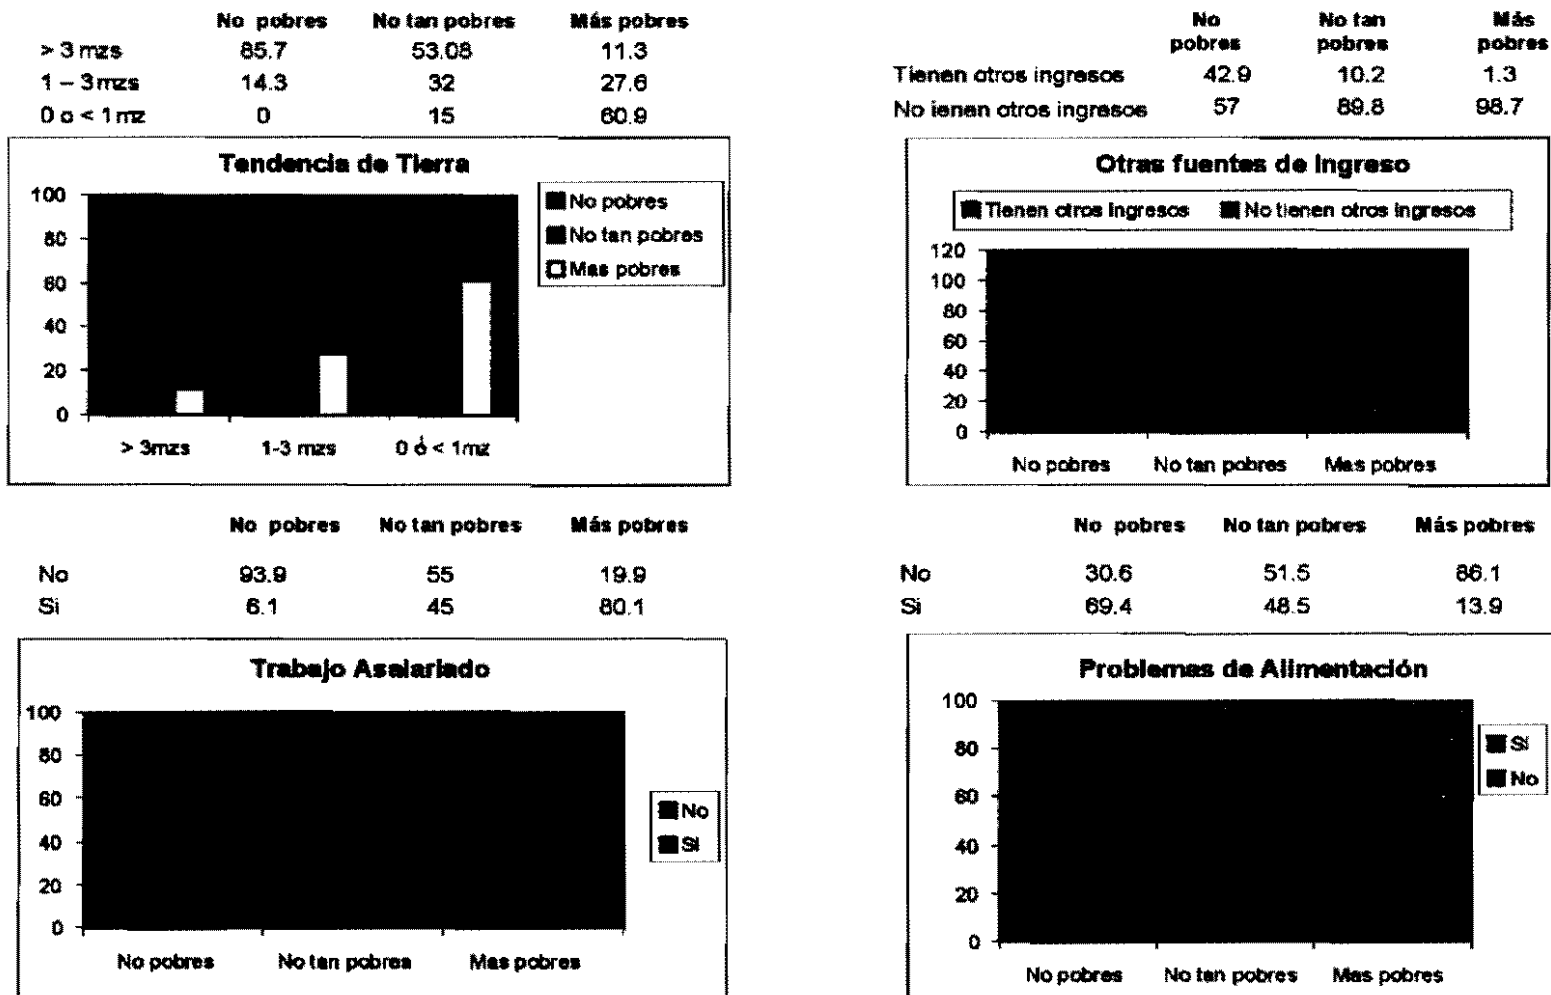 No pobres No tan pobres Más pobres
> 3 mzs 85.7 53.08 11.3
1 – 3 mzs 14.3 32 27.6
0 o < 1 mz 0 15 60.9
Tendencia de Tierra
100
80
60
40
20
0
> 3mzs 1-3 mzs 0 ó < 1mz
No pobres
No tan pobres
Mas pobres
No pobres No tan pobres Más pobres
Tienen otros ingresos 42.9 10.2 1.3
No ienen otros ingresos 57 89.8 98.7
Otras fuentes de Ingreso
Tienen otros Ingresos No tienen otros Ingresos
120
100
80
60
40
20
0
No pobres No tan pobres Mas pobres
No pobres No tan pobres Más pobres
No 93.9 55 19.9
Si 6.1 45 80.1
Trabajo Asalariado
100
80
60
40
20
0
No pobres No tan pobres Mas pobres
No
Si
No pobres No tan pobres Más pobres
No 30.6 51.5 86.1
Si 69.4 48.5 13.9
Problemas de Alimentación
100
80
60
40
20
0
No pobres No tan pobres Mas pobres
Si
No